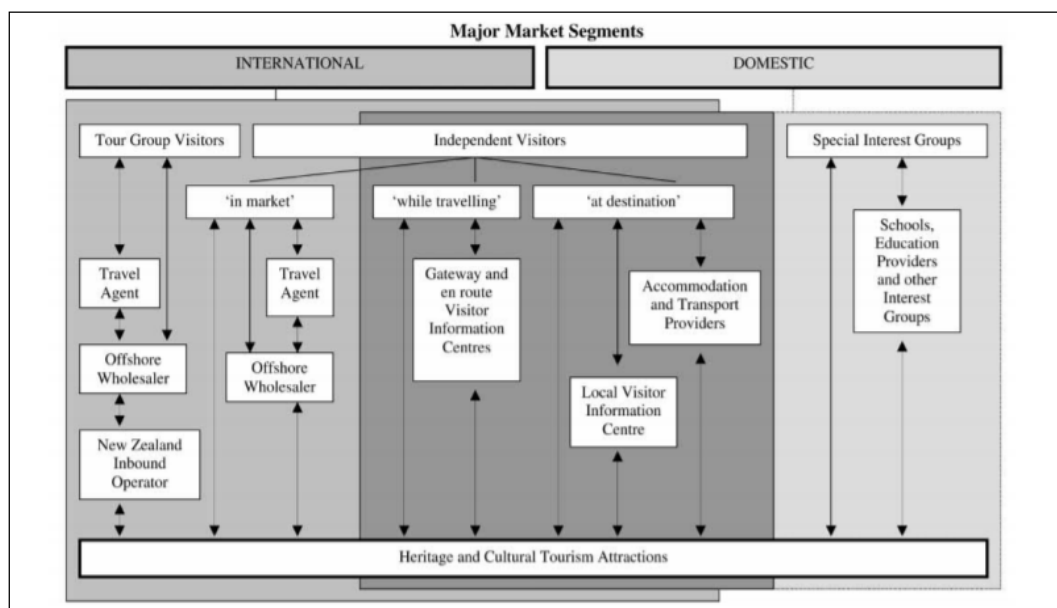 Major Market Segments
INTERNATIONAL
DOMESTIC
Tour Group Visitors
Independent Visitors
Special Interest Groups
‘in market’
‘while travelling’
‘at destination’
Travel
Agent
Travel
Agent
Gateway and
en route
Visitor
Information
Centres
Accommodation
and Transport
Providers
Schools,
Education
Providers
and other
Interest
Groups
Offshore
Wholesaler
Offshore
Wholesaler
Local Visitor
Information
Centre
New Zealand
Inbound
Operator
Heritage and Cultural Tourism Attractions